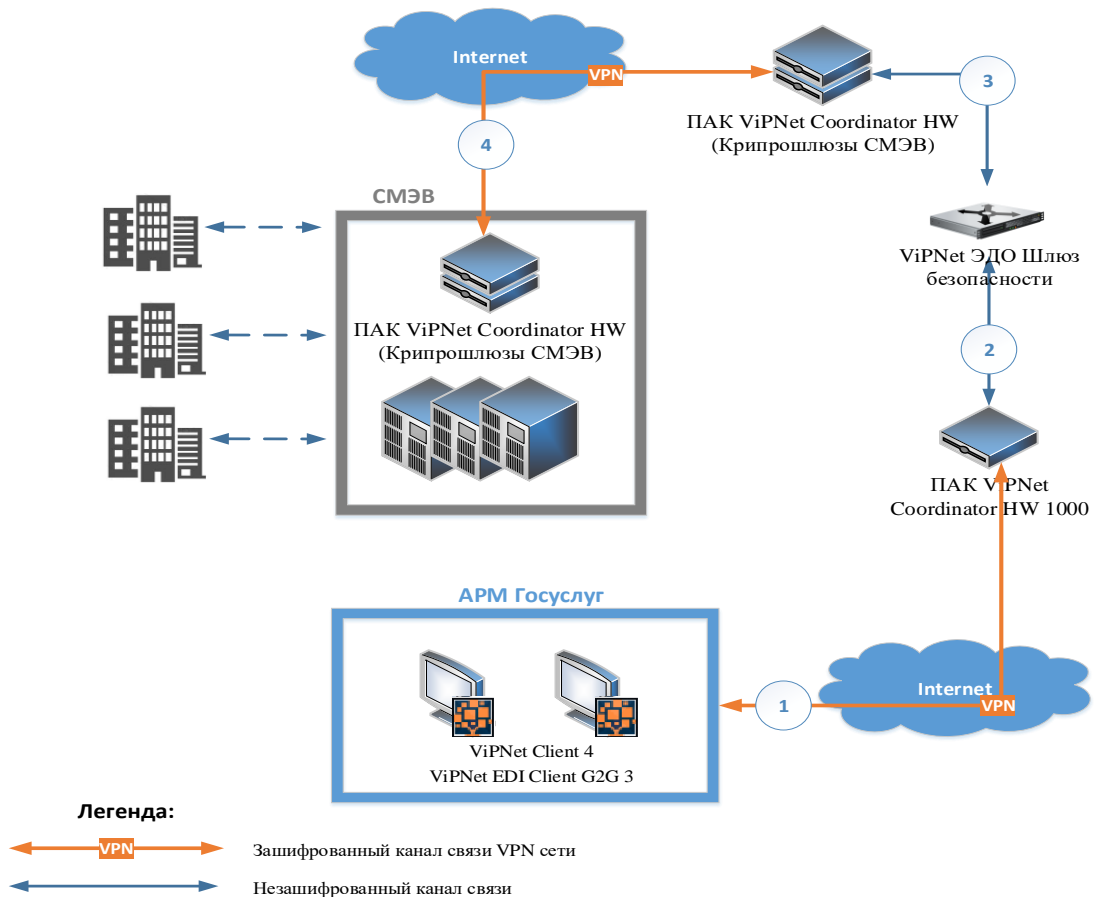 Internet
VPN
3
ПАК ViPNet Coordinator HW
(Крипрошлюзы СМЭВ)
4
СМЭВ
ViPNet ЭДО Шлюз
безопасности
ПАК ViPNet Coordinator HW
(Крипрошлюзы СМЭВ)
2
ПАК ViPNet
Coordinator HW 1000
АРМ Госуслуг
Internet
VPN
1
ViPNet Client 4
ViPNet EDI Client G2G 3
Легенда:
VPN
Зашифрованный канал связи VPN сети
Незашифрованный канал связи